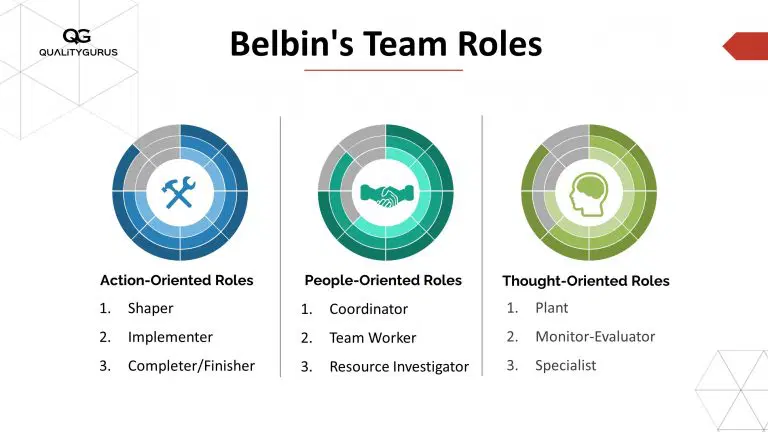 QG
QUALITYGURUS
Belbin's Team Roles
Action-Oriented Roles
1. Shaper
2. Implementer
3. Completer/Finisher
People-Oriented Roles
1. Coordinator
2. Team Worker
3. Resource Investigator
Thought-Oriented Roles
1. Plant
2. Monitor-Evaluator
3. Specialist